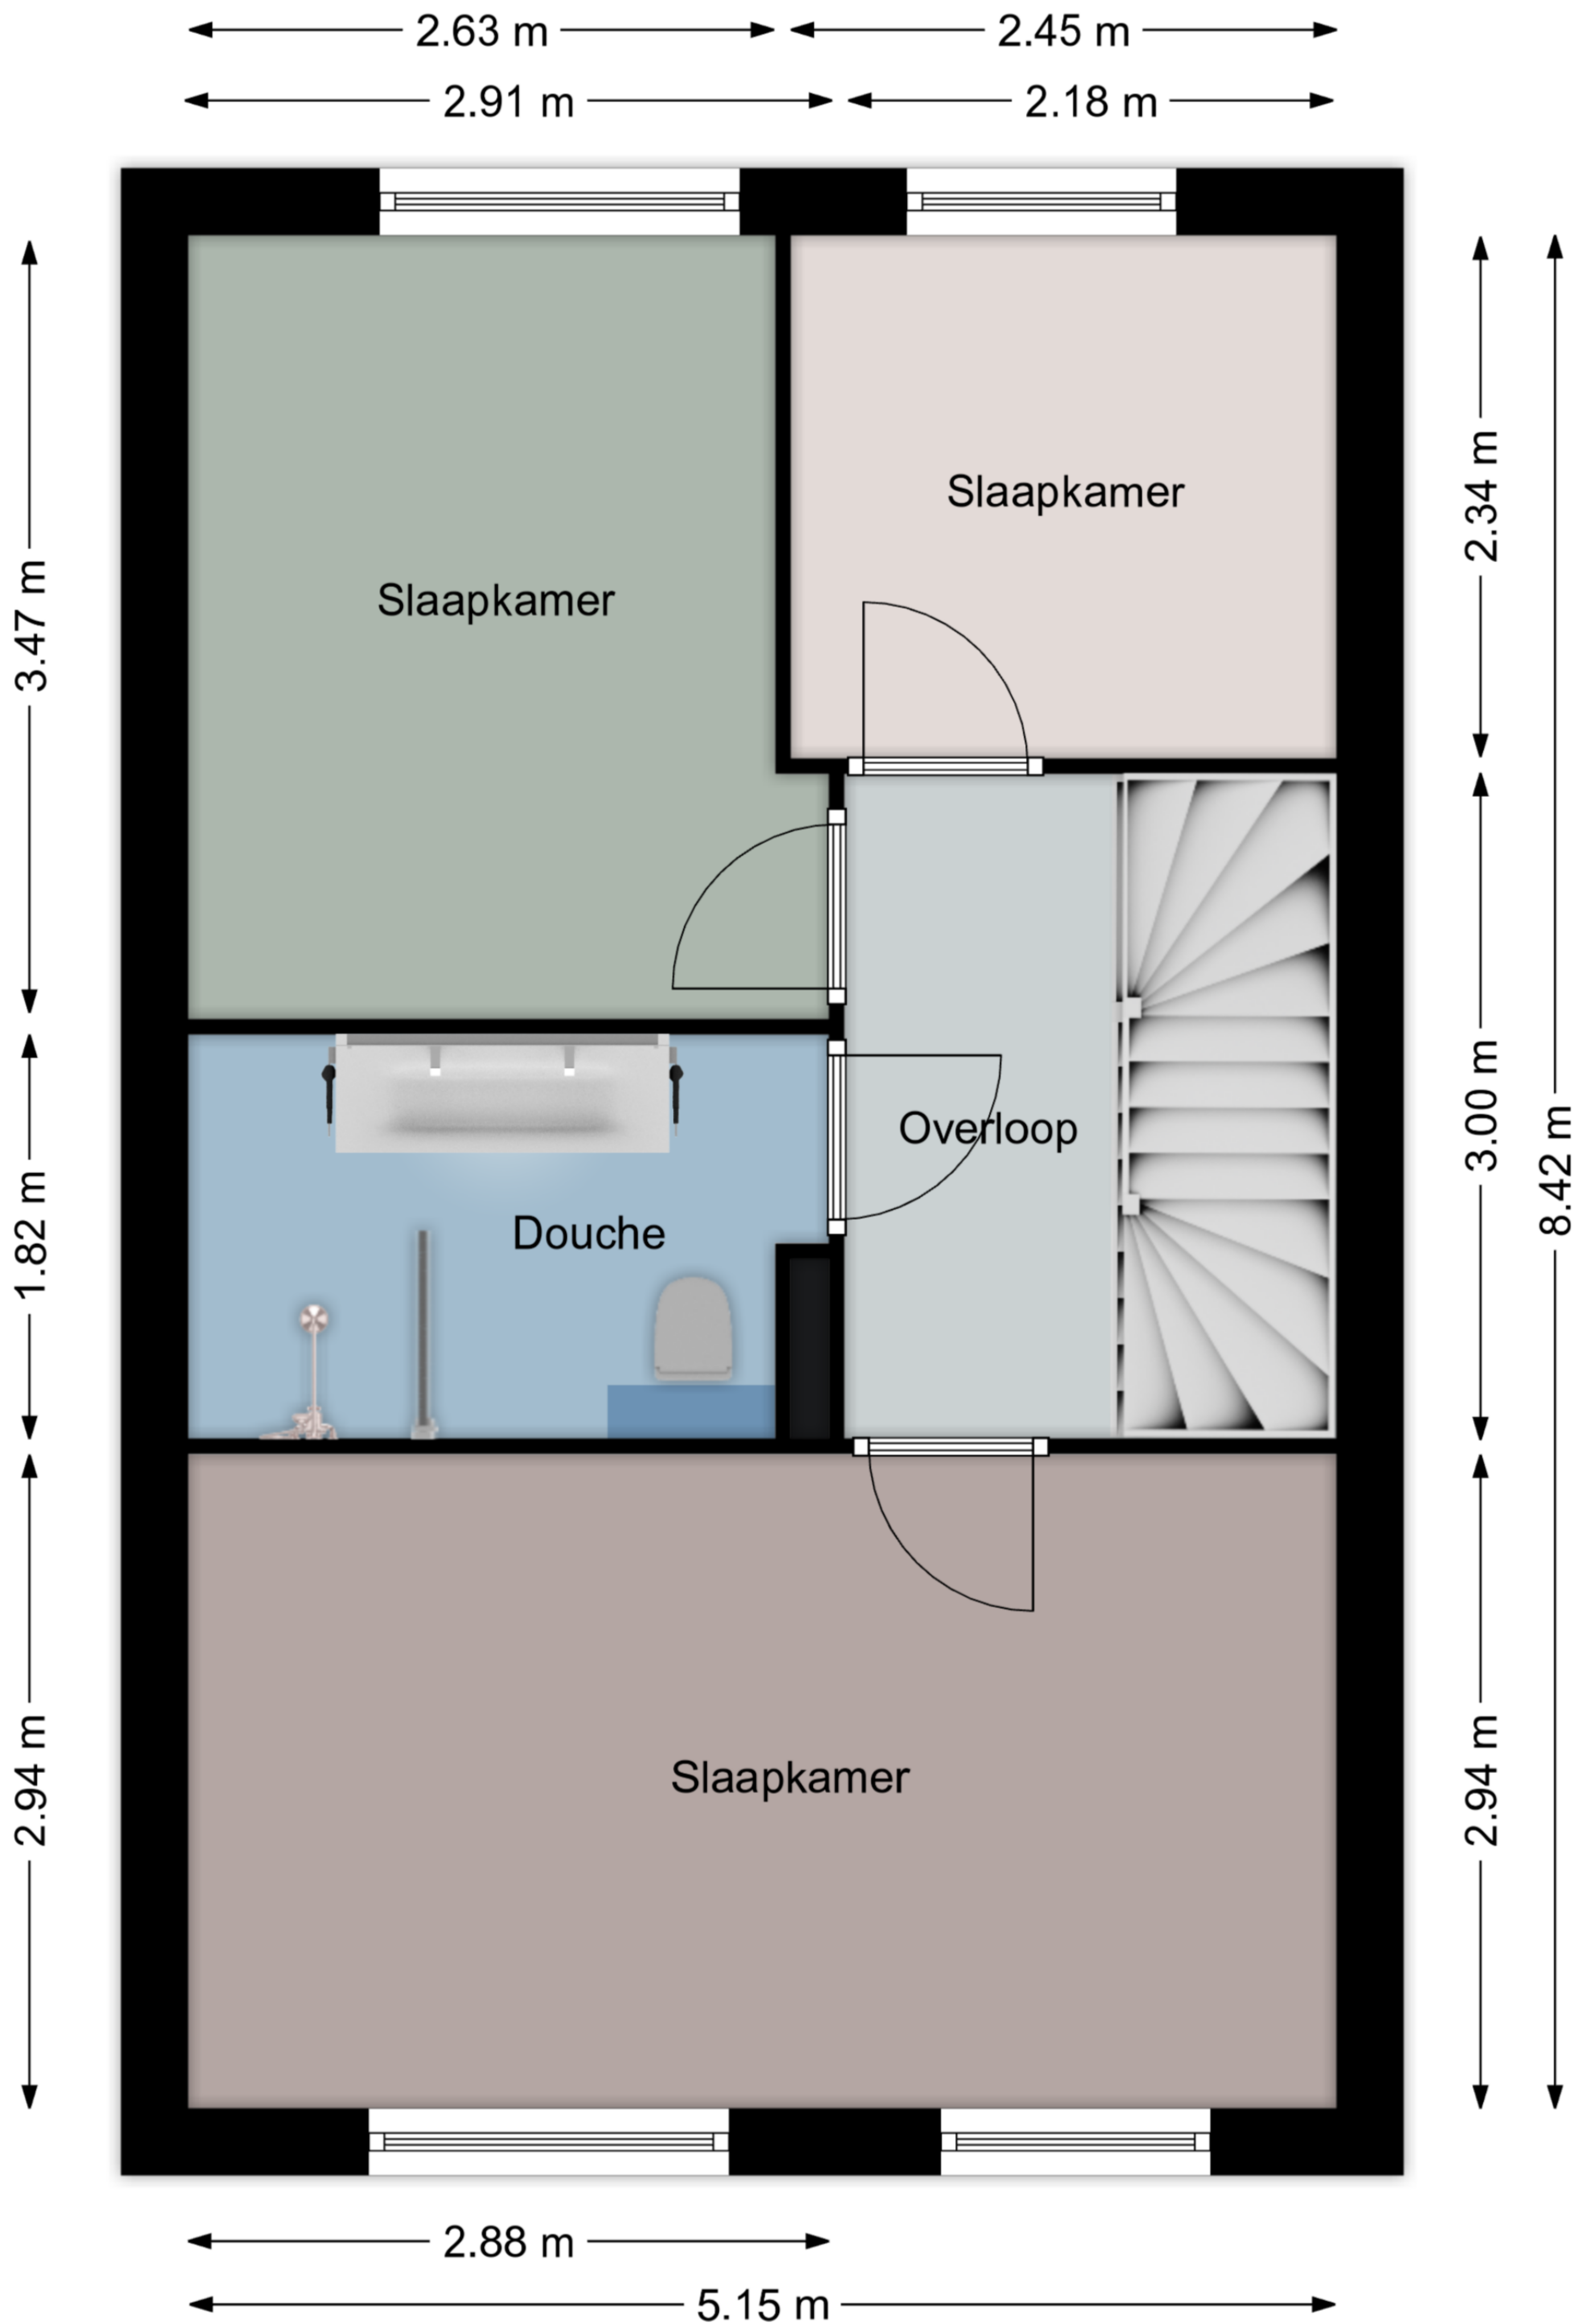 2.63 m
2.45 m
2.91 m
2.18 m
Slaapkamer
Slaapkamer
3.47 m
2.34 m
Overloop
Douche
1.82 m
3.00 m
8.42 m
Slaapkamer
2.94 m
2.94 m
2.88 m
5.15 m